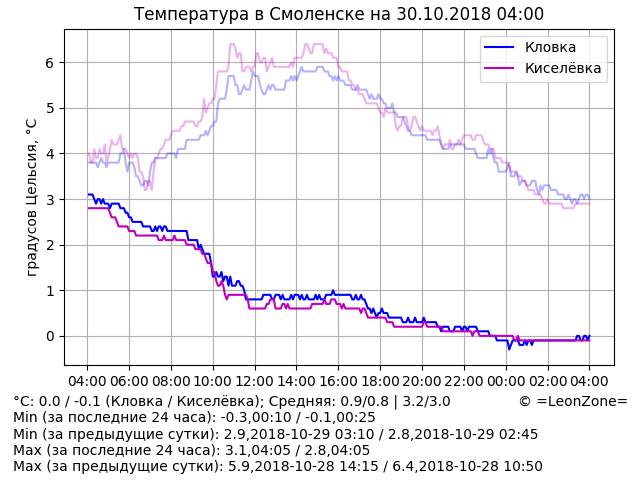 Температура в Смоленске на 30.10.2018 04:00
Кловка
Киселёвка
градусов Цельсия, °C
6
5
4
3
2
1
0
04:00 06:00 08:00 10:00 12:00 14:00 16:00 18:00 20:00 22:00 00:00 02:00 04:00
°C: 0.0 / -0.1 (Кловка / Киселёвка); Средняя: 0.9/0.8 | 3.2/3.0 © =LeonZone=
Min (за последние 24 часа): -0.3,00:10 / -0.1,00:25
Min (за предыдущие сутки): 2.9,2018-10-29 03:10 / 2.8,2018-10-29 02:45
Max (за последние 24 часа): 3.1,04:05 / 2.8,04:05
Max (за предыдущие сутки): 5.9,2018-10-28 14:15 / 6.4,2018-10-28 10:50